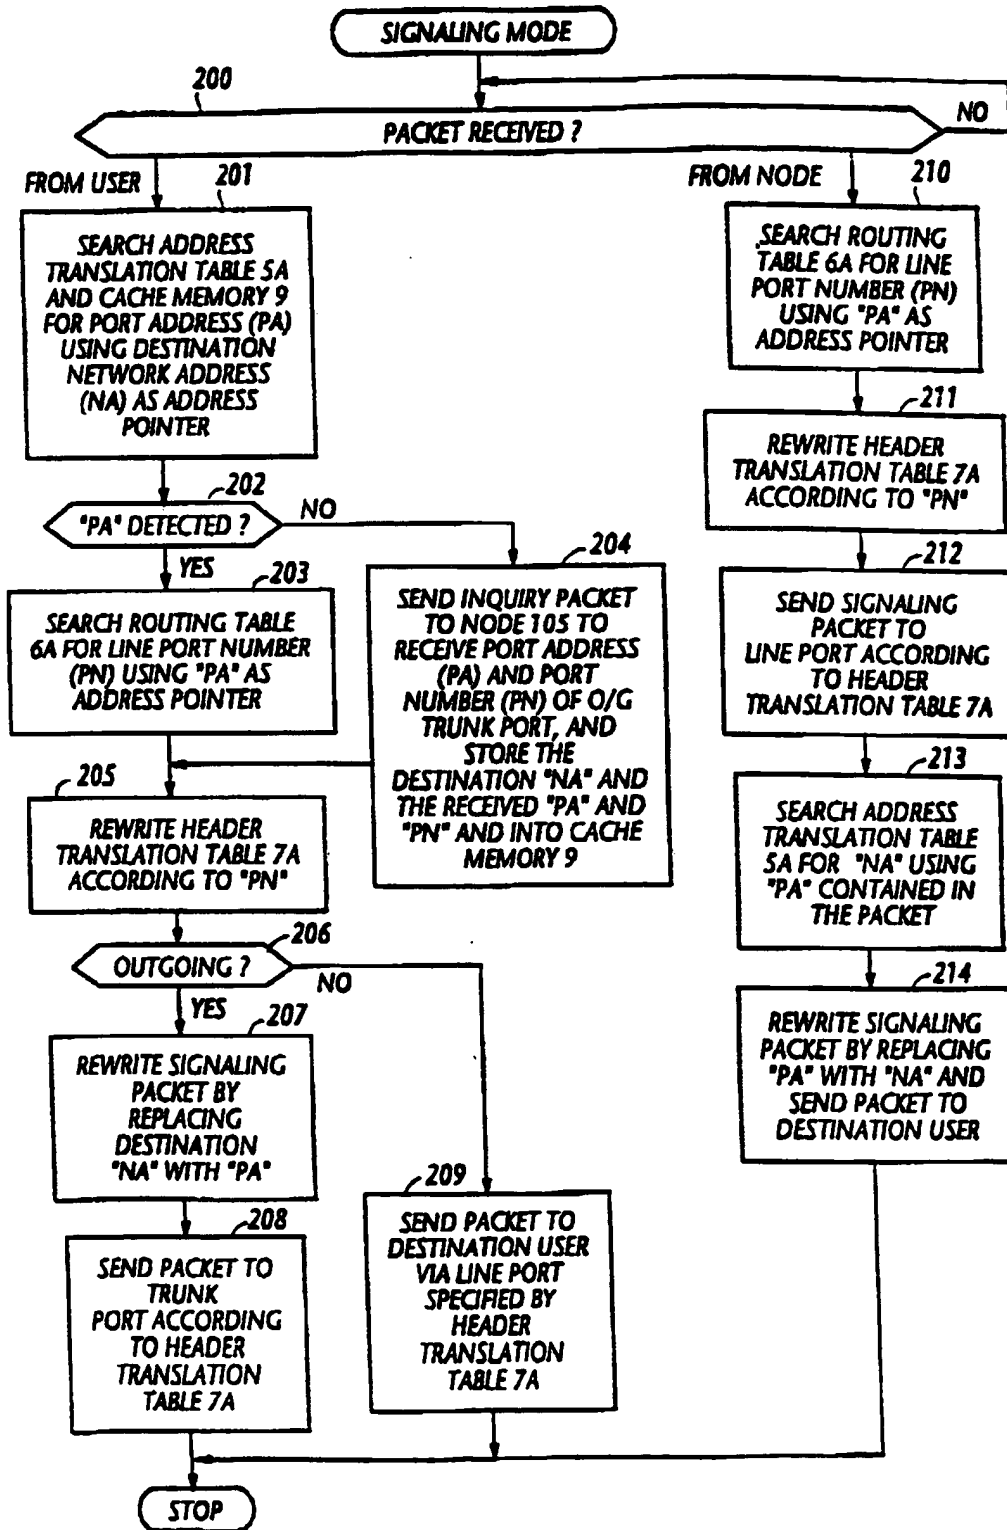 SIGNALING MODE
200
PACKET RECEIVED ?
NO
FROM USER
201
SEARCH ADDRESS
TRANSLATION TABLE 5A
AND CACHE MEMORY 9
FOR PORT ADDRESS (PA)
USING DESTINATION
NETWORK ADDRESS
(NA) AS ADDRESS
POINTER
202
"PA" DETECTED ?
NO
YES
203
SEARCH ROUTING TABLE
6A FOR LINE PORT NUMBER
(PN) USING "PA" AS
ADDRESS POINTER
204
SEND INQUIRY PACKET
TO NODE 105 TO
RECEIVE PORT ADDRESS
(PA) AND PORT
NUMBER (PN) OF O/G
TRUNK PORT, AND
STORE THE
DESTINATION "NA" AND
THE RECEIVED "PA" AND
"PN" AND INTO CACHE
MEMORY 9
205
REWRITE HEADER
TRANSLATION TABLE 7A
ACCORDING TO "PN"
206
OUTGOING ?
NO
YES
207
REWRITE SIGNALING
PACKET BY
REPLACING
DESTINATION
"NA" WITH "PA"
208
SEND PACKET TO
TRUNK
PORT ACCORDING
TO HEADER
TRANSLATION
TABLE 7A
209
SEND PACKET TO
DESTINATION USER
VIA LINE PORT
SPECIFIED BY
HEADER
TRANSLATION
TABLE 7A
FROM NODE
210
SEARCH ROUTING
TABLE 6A FOR LINE
PORT NUMBER (PN)
USING "PA" AS
ADDRESS POINTER
211
REWRITE HEADER
TRANSLATION TABLE 7A
ACCORDING TO "PN"
212
SEND SIGNALING
PACKET TO
LINE PORT ACCORDING
TO HEADER
TRANSLATION TABLE 7A
213
SEARCH ADDRESS
TRANSLATION TABLE
5A FOR "NA" USING
"PA" CONTAINED IN
THE PACKET
214
REWRITE SIGNALING
PACKET BY REPLACING
"PA" WITH "NA" AND
SEND PACKET TO
DESTINATION USER
STOP